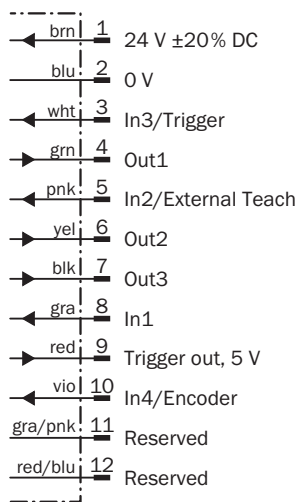 brn 1 24 V ±20% DC
blu 2 0 V
wht 3 In3/Trigger
grn 4 Out1
pnk 5 In2/External Teach
yel 6 Out2
blk 7 Out3
gra 8 In1
red 9 Trigger out, 5 V
vio 10 In4/Encoder
gra/pnk 11 Reserved
red/blu 12 Reserved